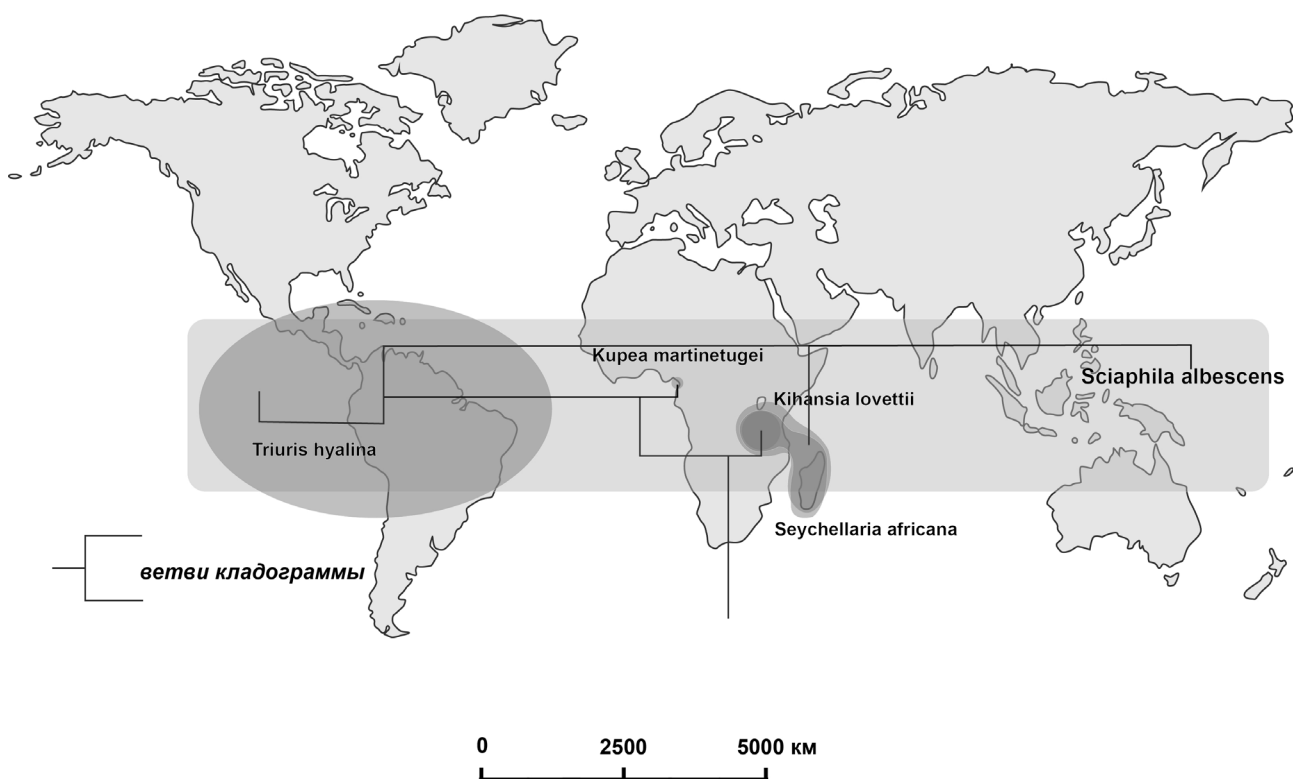 Kupea martinetugei
Sciaphila albescens
Kihansia lovettii
Triuris hyalina
Seychellaria africana
ветви кладограммы
0 2500 5000 км